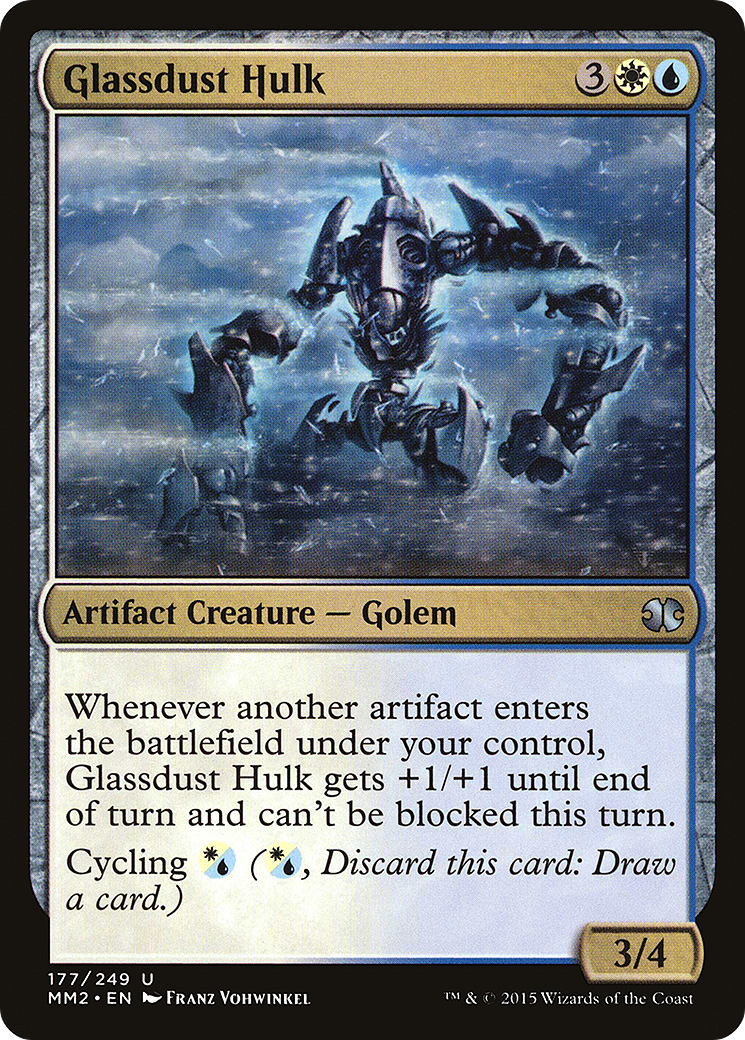 Glassdust Hulk 3
Artifact Creature — Golem
Whenever another artifact enters
the battlefield under your control,
Glassdust Hulk gets +1/+1 until end
of turn and can't be blocked this turn.
Cycling (, Discard this card: Draw
a card.)
3/4
177/249 U
MM2 • EN Franz Vohwinkel
™ & © 2015 Wizards of the Coast